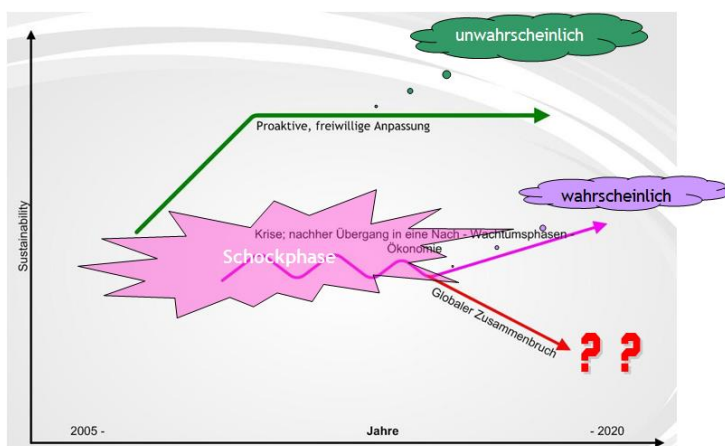 unwahrscheinlich
Proaktive, freiwillige Anpassung
wahrscheinlich
Sustainability
Krise; nachher Übergang in eine Nach - Wachtumsphasen
Ökonomie
Schockphase
Globaler Zusammenbruch
? ?
2005 -
Jahre
- 2020